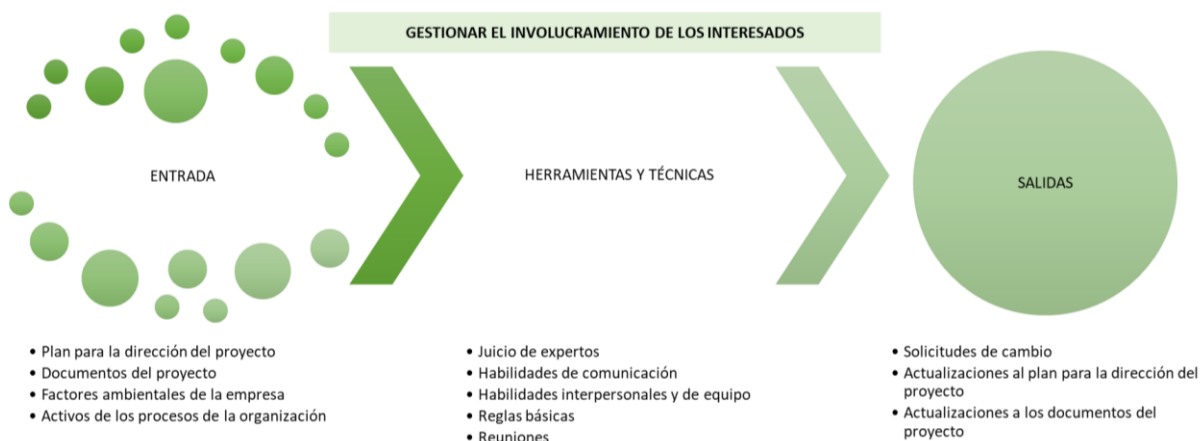 GESTIONAR EL INVOLUCRAMIENTO DE LOS INTERESADOS
ENTRADA
HERRAMIENTAS Y TÉCNICAS
SALIDAS
• Plan para la dirección del proyecto
• Documentos del proyecto
• Factores ambientales de la empresa
• Activos de los procesos de la organización
• Juicio de expertos
• Habilidades de comunicación
• Habilidades interpersonales y de equipo
• Reglas básicas
• Reuniones
• Solicitudes de cambio
• Actualizaciones al plan para la dirección del
proyecto
• Actualizaciones a los documentos del
proyecto